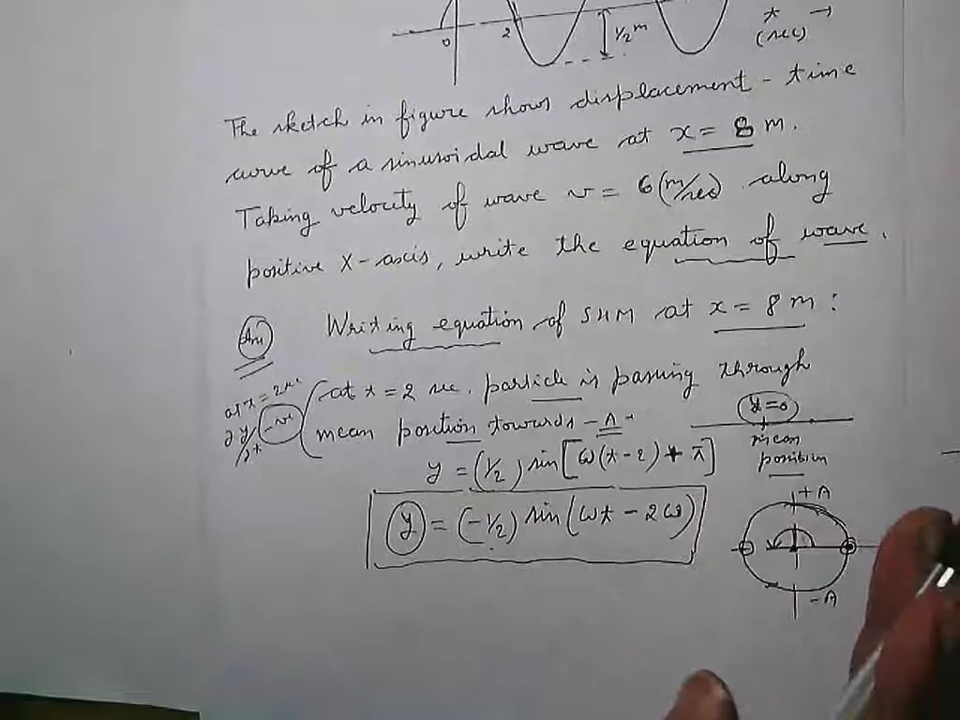 0 2 1/2 m t → (sec)
The sketch in figure shows displacement - time
curve of a sinusoidal wave at x = 8 m.
Taking velocity of wave v = 6 (m/sec) along
positive X-axis, write the equation of wave.
Ans Writing equation of SHM at x = 8 m :
at t = 2 sec. particle is passing through
mean position towards -A
at t = 2 sec
∂y/∂t -ve
y=0
mean
position
y = (1/2) sin [ω(t - 2) + π]
y = (-1/2) sin (ωt - 2ω)
+A
-A